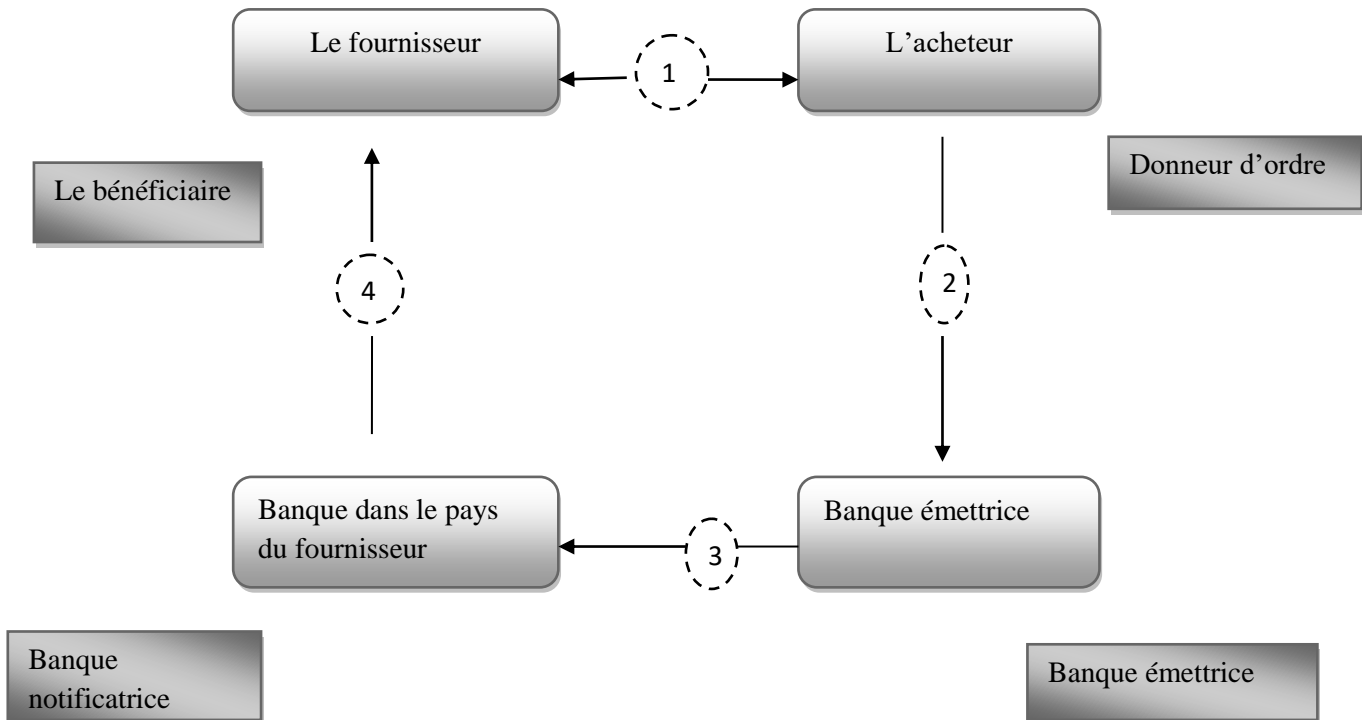 Le fournisseur
L’acheteur
1
Le bénéficiaire
Donneur d’ordre
4
2
Banque dans le pays
du fournisseur
Banque émettrice
3
Banque
notificatrice
Banque émettrice